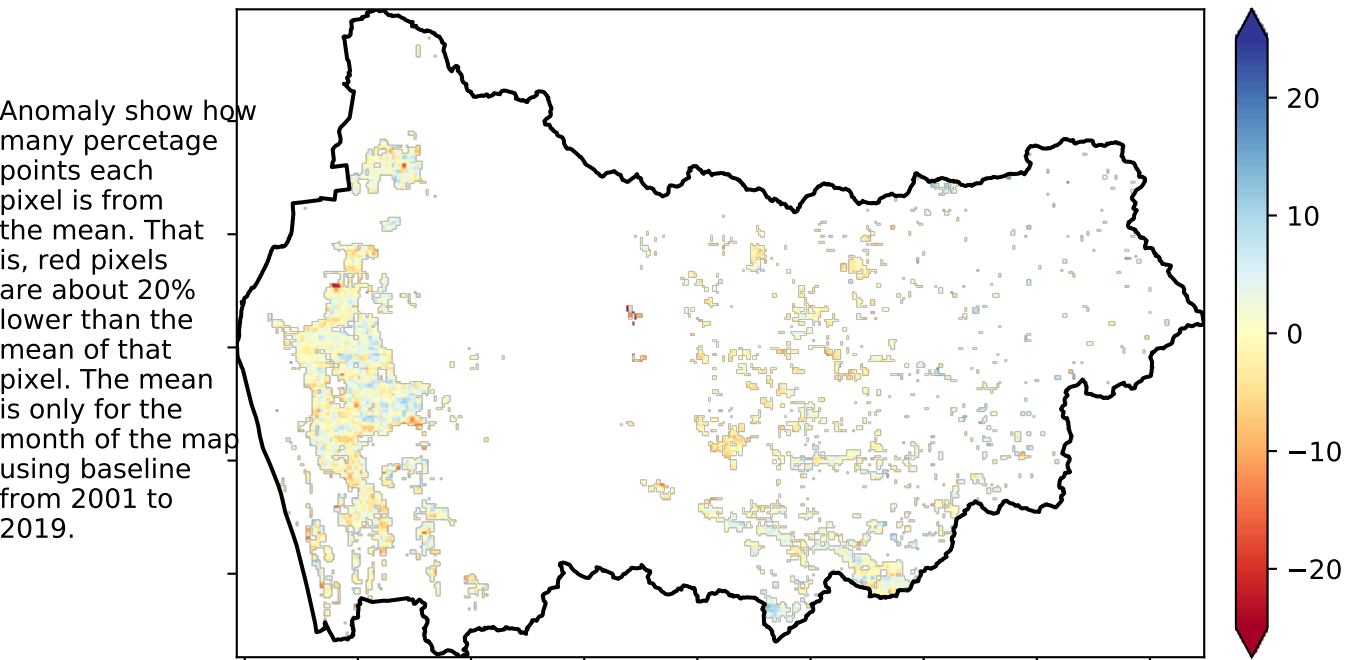 Anomaly show how
many percetage
points each
pixel is from
the mean. That
is, red pixels
are about 20%
lower than the
mean of that
pixel. The mean
is only for the
month of the map
using baseline
from 2001 to
2019.
20
10
0
−10
−20